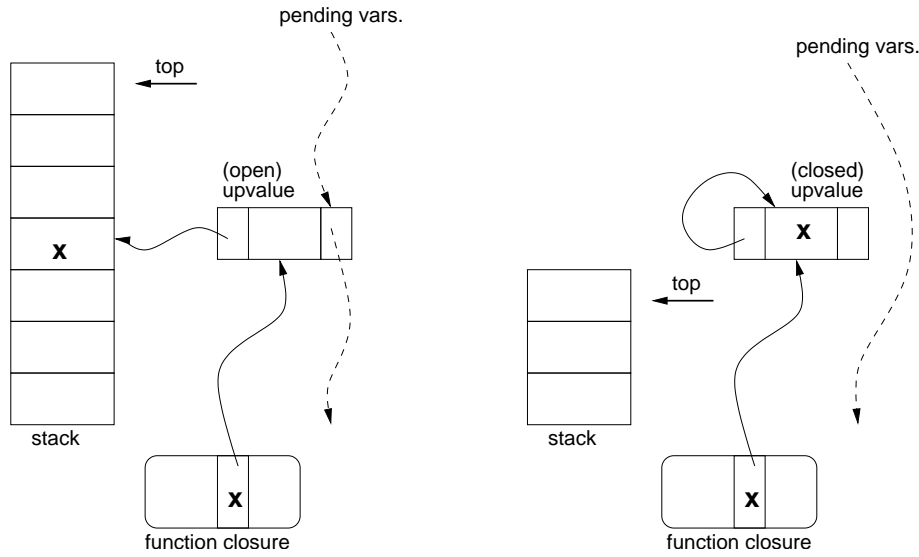 pending vars.
top
(open)
upvalue
x
stack
x
function closure
pending vars.
(closed)
upvalue
x
top
stack
x
function closure